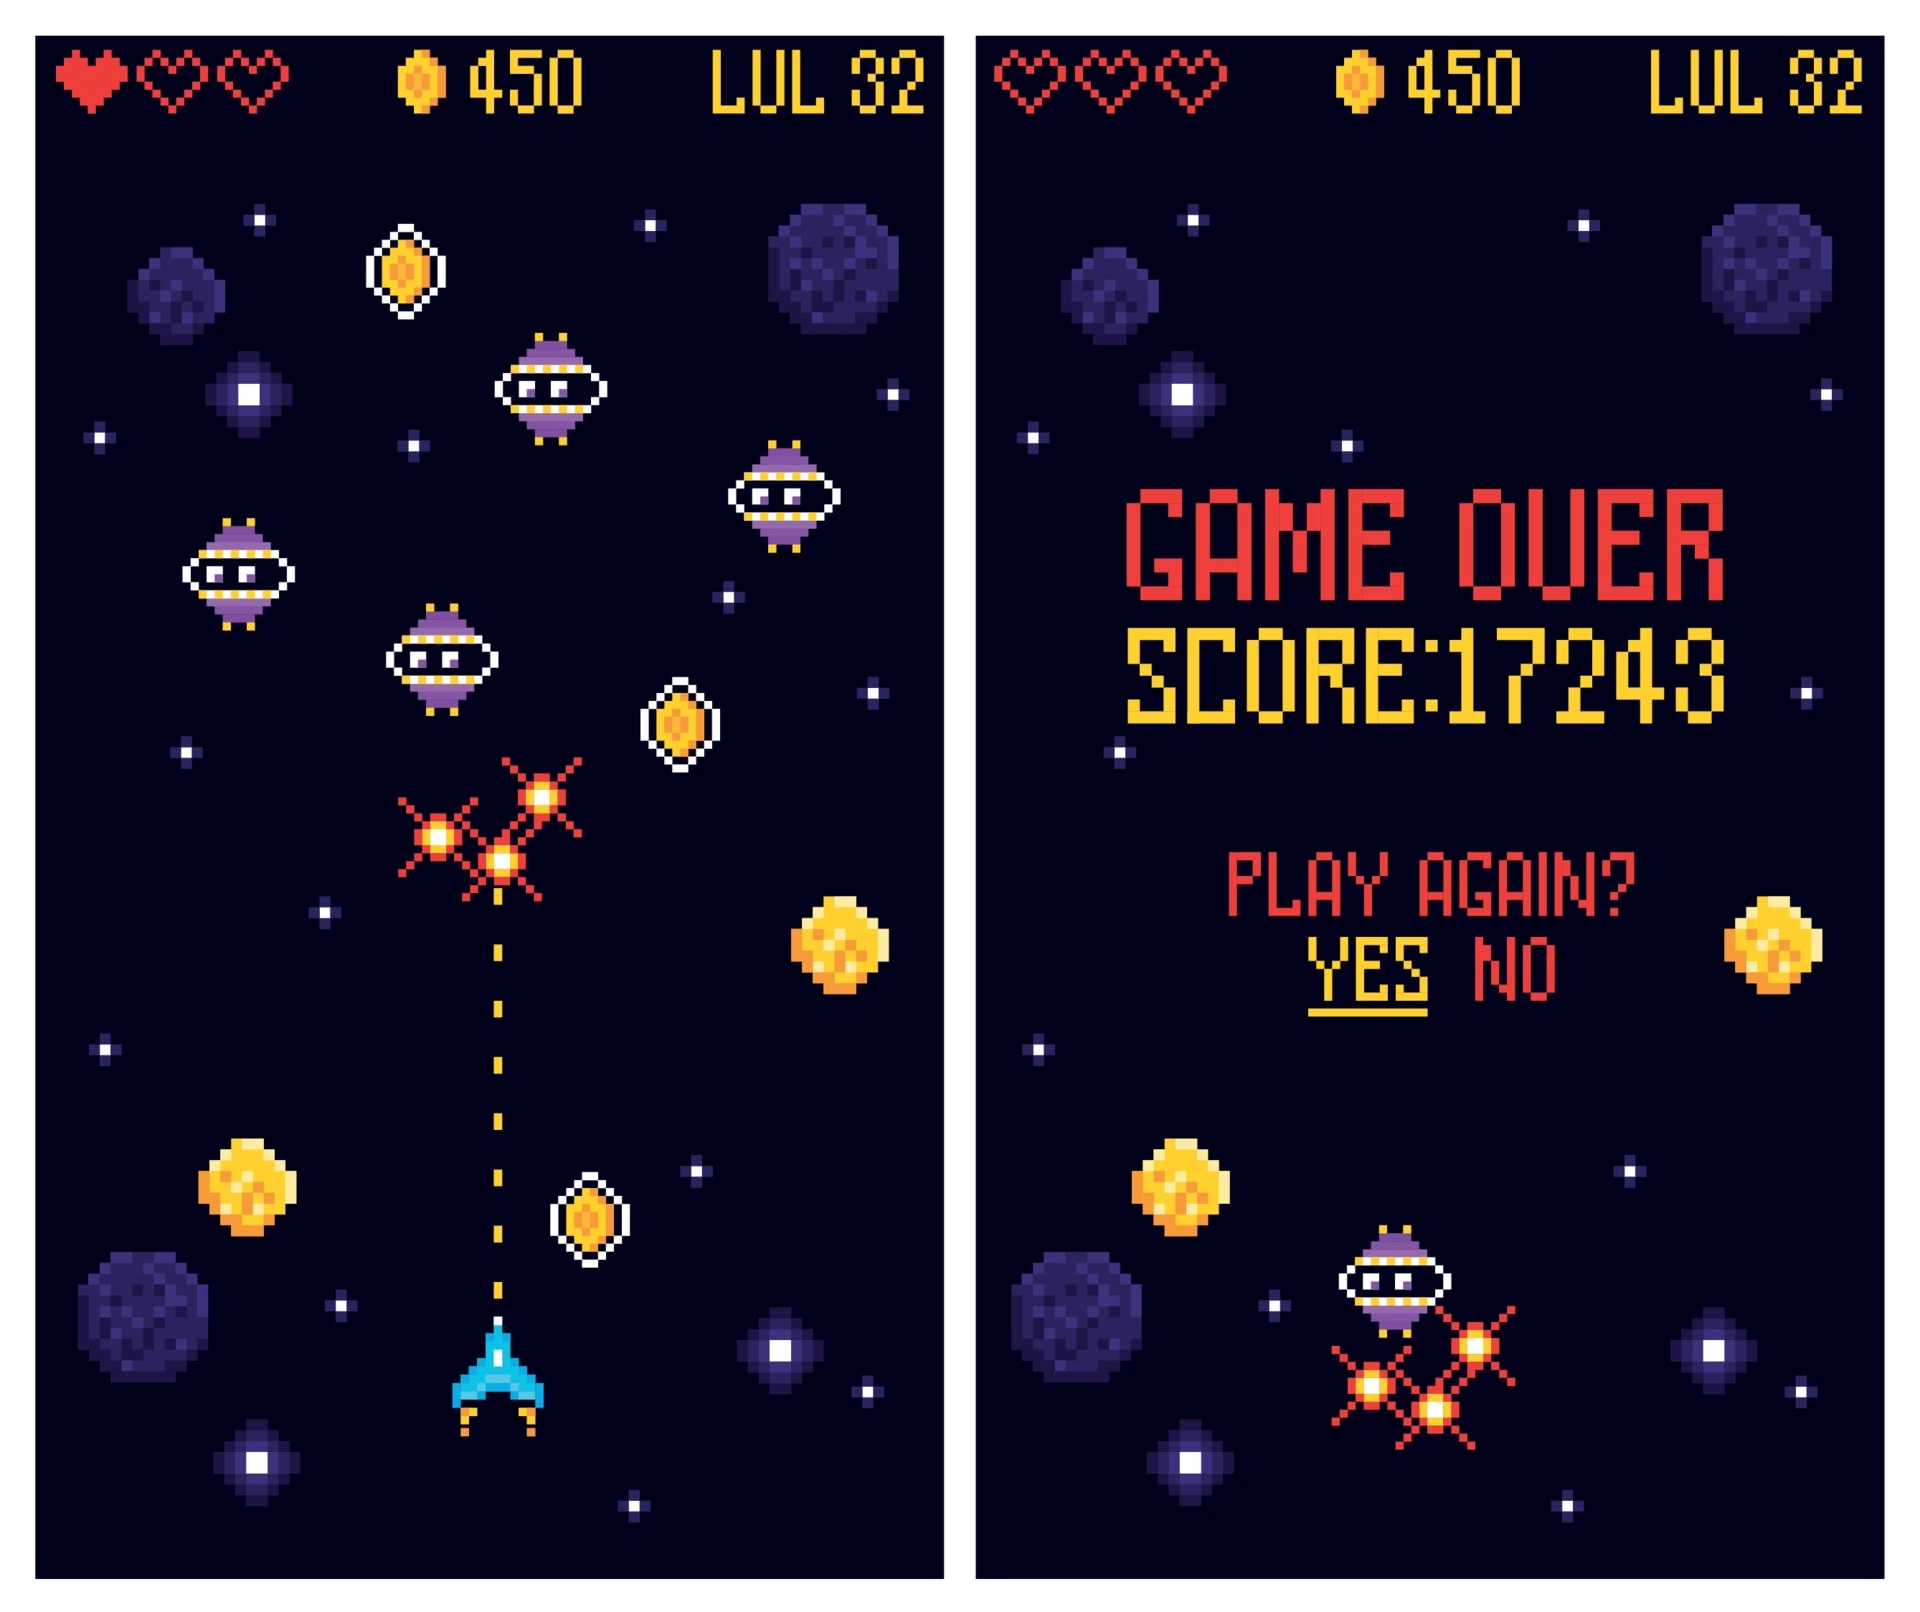 450 LVL 32
450 LVL 32
GAME OVER
SCORE:17243
PLAY AGAIN?
YES NO